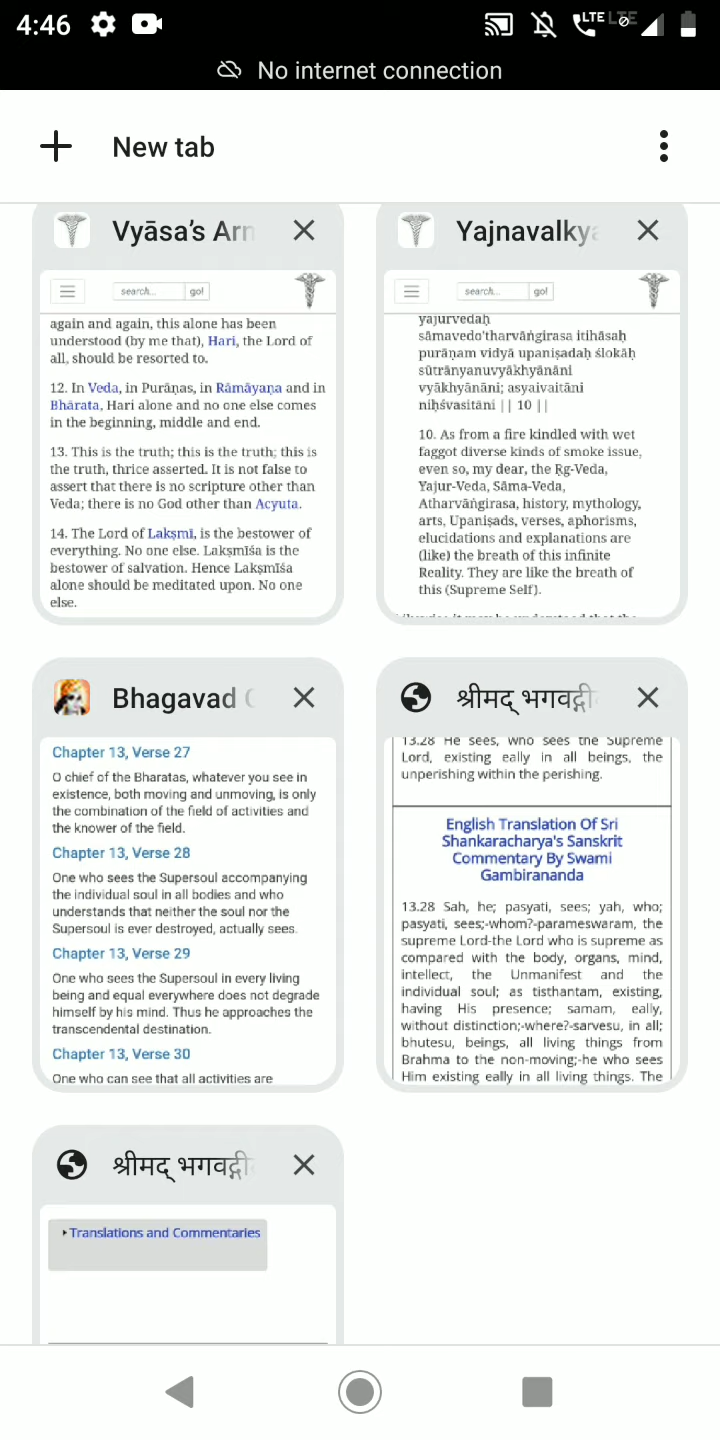 4:46
LTE LTE
No internet connection
New tab
Vyāsa's Arm
search... go!
again and again, this alone has been
understood (by me that), Hari, the Lord of
all, should be resorted to.
12. In Veda, in Purāṇas, in Rāmāyaṇa and in
Bhārata, Hari alone and no one else comes
in the beginning, middle and end.
13. This is the truth; this is the truth; this is
the truth, thrice asserted. It is not false to
assert that there is no scripture other than
Veda; there is no God other than Acyuta.
14. The Lord of Lakṣmī, is the bestower of
everything. No one else. Lakṣmīśa is the
bestower of salvation. Hence Lakṣmīśa
alone should be meditated upon. No one
else.
Yajnavalkya
search... go!
yajurvedaḥ
sāmavedo'tharvāṅgirasa itihāsaḥ
purāṇam vidyā upaniṣadaḥ ślokāḥ
sūtrānyanuvyākhyānāni
vyākhyānāni; asyaivaitāni
niḥśvasitāni || 10 ||
10. As from a fire kindled with wet
faggot diverse kinds of smoke issue,
even so, my dear, the Ṛg-Veda,
Yajur-Veda, Sāma-Veda,
Atharvāṅgirasa, history, mythology,
arts, Upaniṣads, verses, aphorisms,
elucidations and explanations are
(like) the breath of this infinite
Reality. They are like the breath of
this (Supreme Self).
Bhagavad G
Chapter 13, Verse 27
O chief of the Bharatas, whatever you see in
existence, both moving and unmoving, is only
the combination of the field of activities and
the knower of the field.
Chapter 13, Verse 28
One who sees the Supersoul accompanying
the individual soul in all bodies and who
understands that neither the soul nor the
Supersoul is ever destroyed, actually sees.
Chapter 13, Verse 29
One who sees the Supersoul in every living
being and equal everywhere does not degrade
himself by his mind. Thus he approaches the
transcendental destination.
Chapter 13, Verse 30
One who can see that all activities are
श्रीमद् भगवद्गी
13.28 He sees, who sees the Supreme
Lord, existing eally in all beings, the
unperishing within the perishing.
English Translation Of Sri
Shankaracharya's Sanskrit
Commentary By Swami
Gambirananda
13.28 Sah, he; pasyati, sees; yah, who;
pasyati, sees;-whom?-parameswaram, the
supreme Lord-the Lord who is supreme as
compared with the body, organs, mind,
intellect, the Unmanifest and the
individual soul; as tisthantam, existing,
having His presence; samam, eally,
without distinction;-where?-sarvesu, in all;
bhutesu, beings, all living things from
Brahma to the non-moving;-he who sees
Him existing eally in all living things. The
श्रीमद् भगवद्गी
Translations and Commentaries